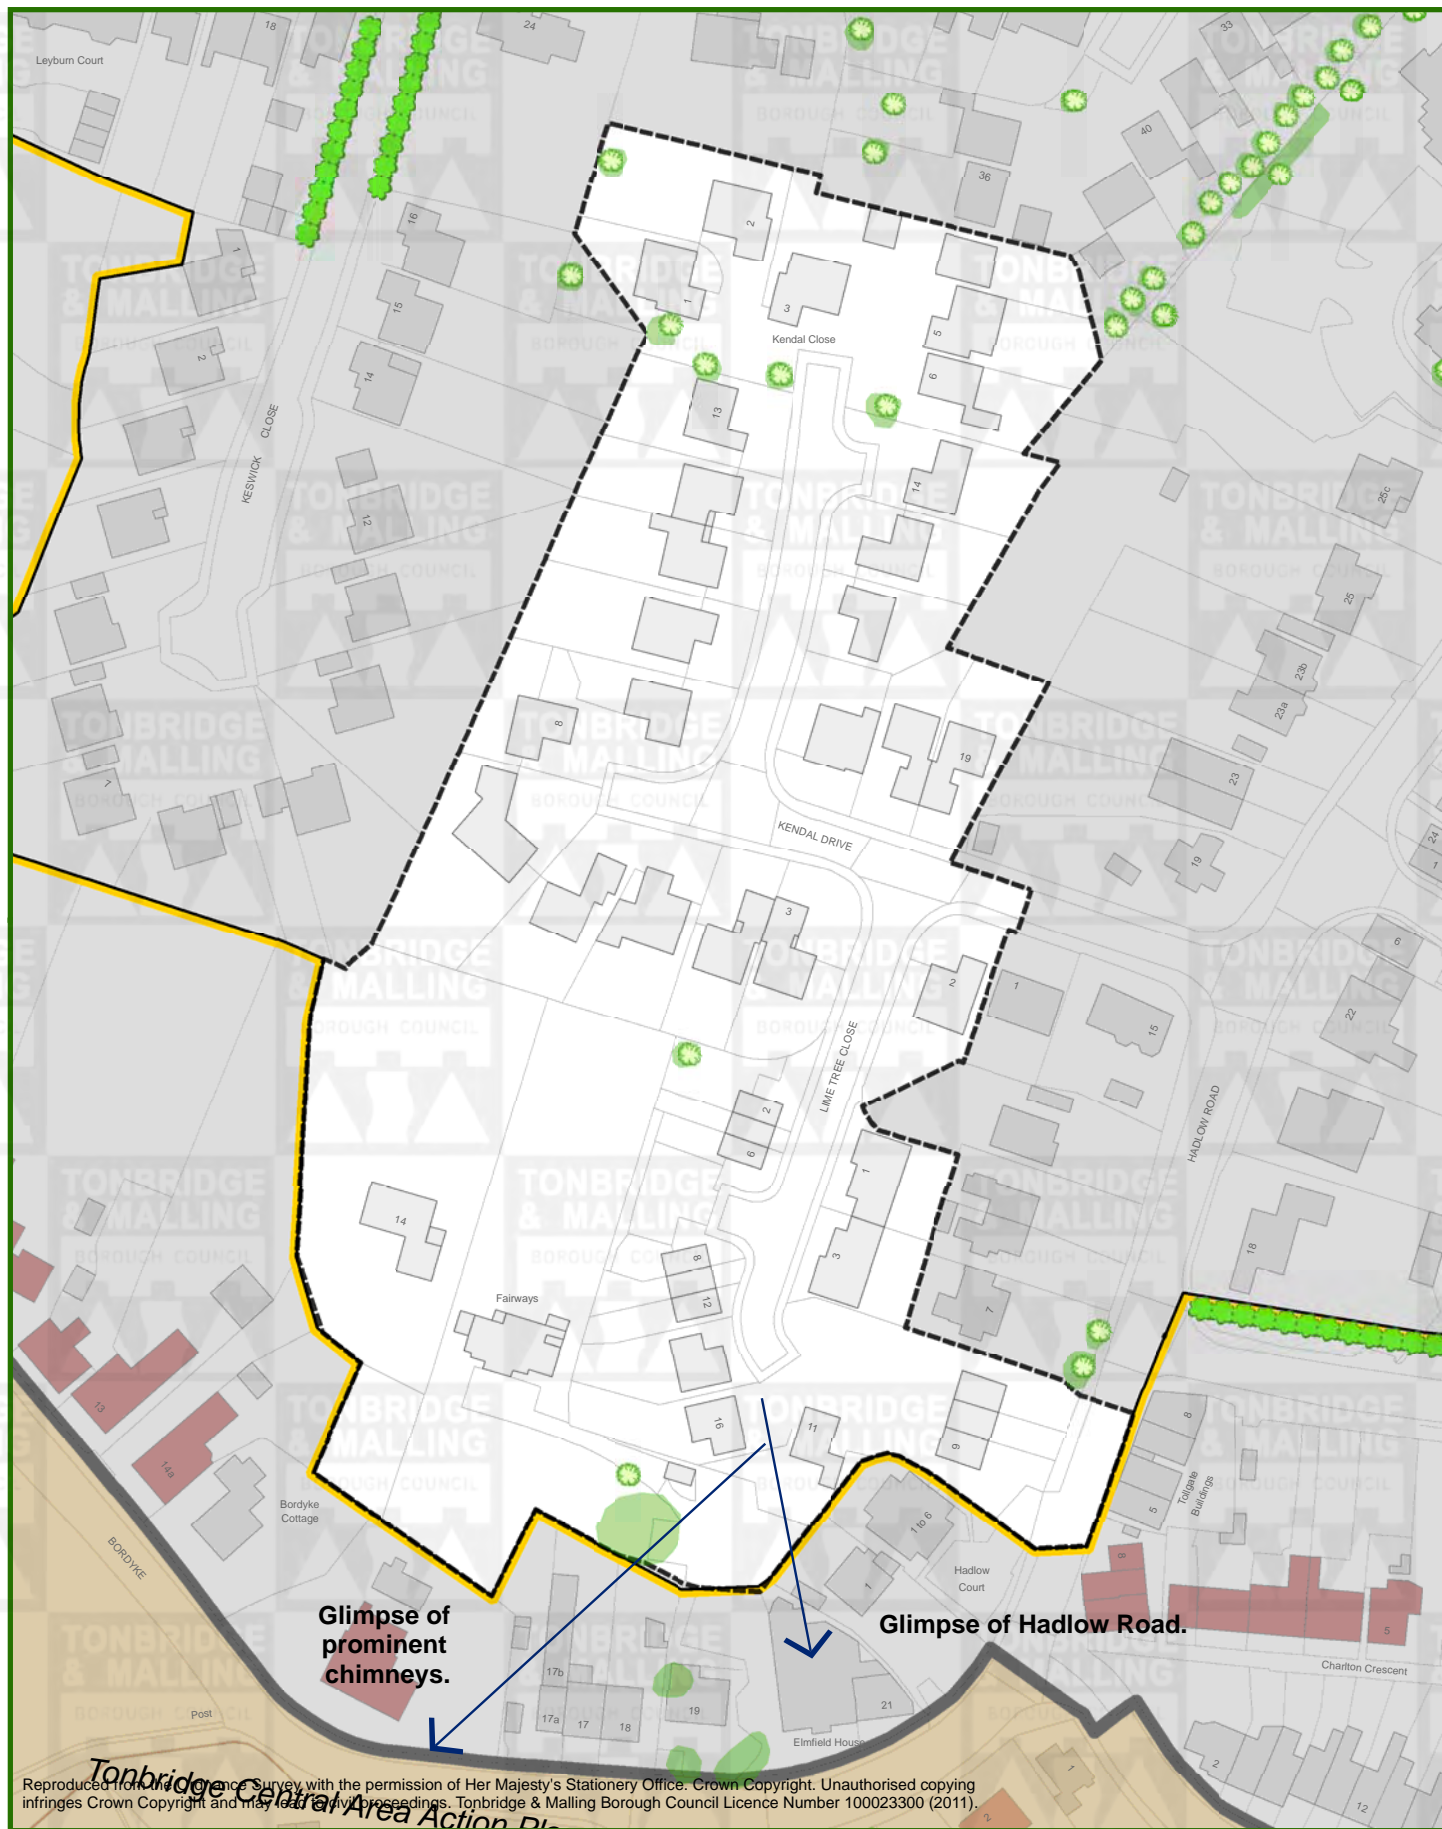 18
24
33
Leyburn Court
40
36
16
2
1
1
15
3
5
Kendal Close
2
14
6
13
KESWICK CLOSE
14
25c
12
25
23b
23a
8
19
7
23
KENDAL DRIVE
24
1
19
3
6
2
1
22
15
LIME TREE CLOSE
2
HADLOW ROAD
6
1
14
18
8
3
Fairways
12
7
13
16
11
8
9
14a
Tollgate
Buildings
5
Bordyke
Cottage
1 to 6
BORDYKE
8
Hadlow
Court
1
Glimpse of
prominent
chimneys.
Glimpse of Hadlow Road.
5
17b
Charlton Crescent
Post
17a
17
18
19
21
Elmfield House
2
1
12
2
Tonbridge Central Area Action Pla
Reproduced from the Ordnance Survey with the permission of Her Majesty's Stationery Office. Crown Copyright. Unauthorised copying
infringes Crown Copyright and may lead to civil proceedings. Tonbridge & Malling Borough Council Licence Number 100023300 (2011).
TONBRIDGE
& MALLING
BOROUGH COUNCIL